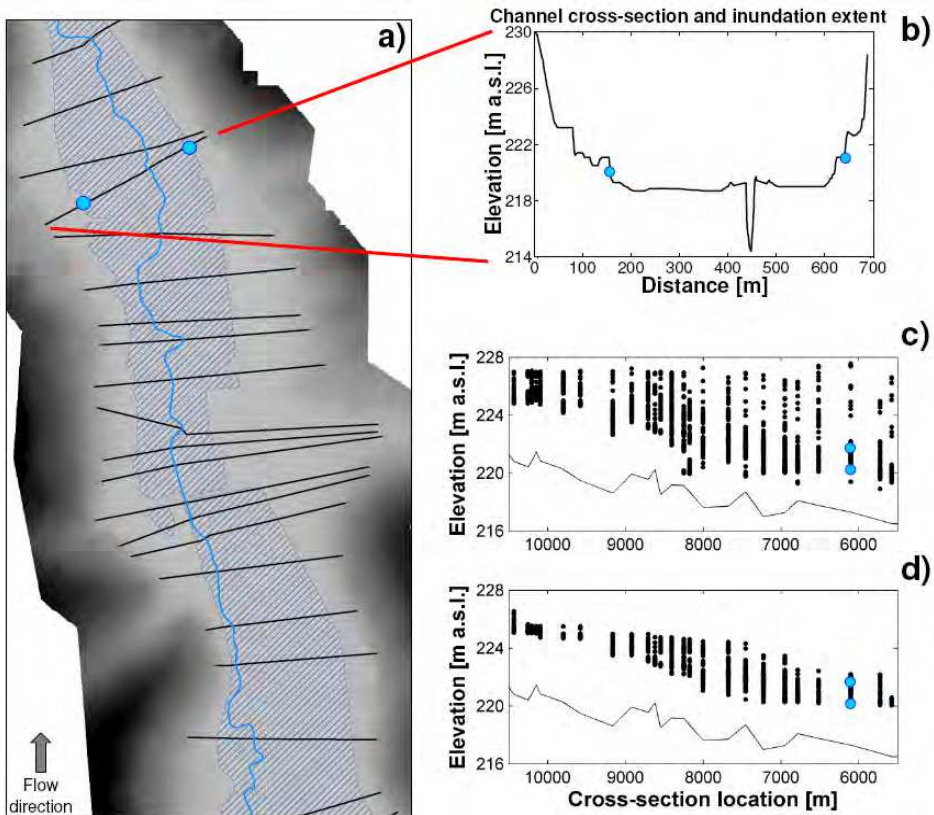 a)
Flow
direction
Channel cross-section and inundation extent
b)
Elevation [m a.s.l.]
230
226
222
218
214
0 100 200 300 400 500 600 700
Distance [m]
c)
Elevation [m a.s.l.]
228
224
220
216
10000 9000 8000 7000 6000
d)
Elevation [m a.s.l.]
228
224
220
216
10000 9000 8000 7000 6000
Cross-section location [m]